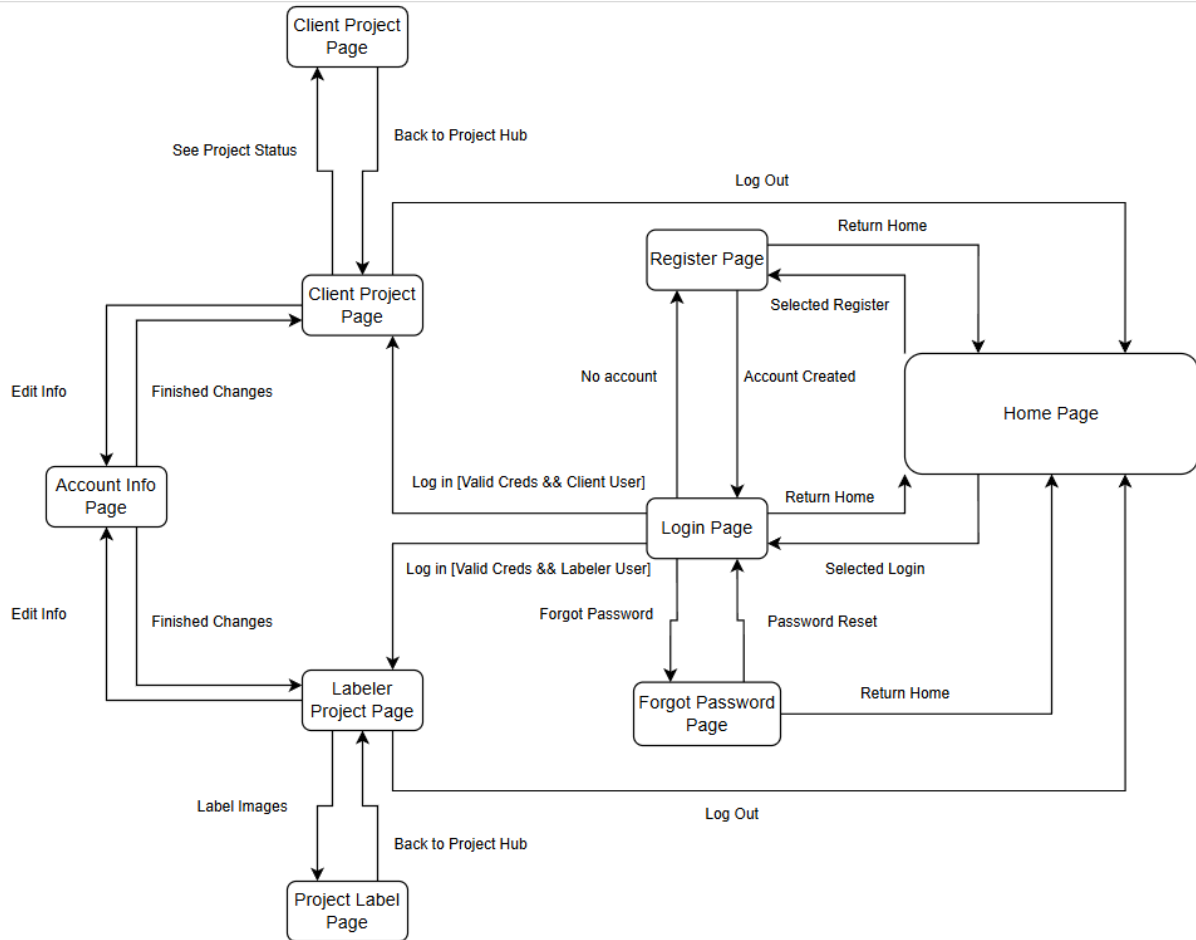 Client Project
Page
See Project Status
Back to Project Hub
Log Out
Return Home
Register Page
Selected Register
Client Project
Page
Edit Info
Finished Changes
No account
Account Created
Home Page
Account Info
Page
Log in [Valid Creds && Client User]
Return Home
Login Page
Log in [Valid Creds && Labeler User]
Selected Login
Edit Info
Finished Changes
Forgot Password
Password Reset
Labeler
Project Page
Forgot Password
Page
Return Home
Label Images
Log Out
Back to Project Hub
Project Label
Page